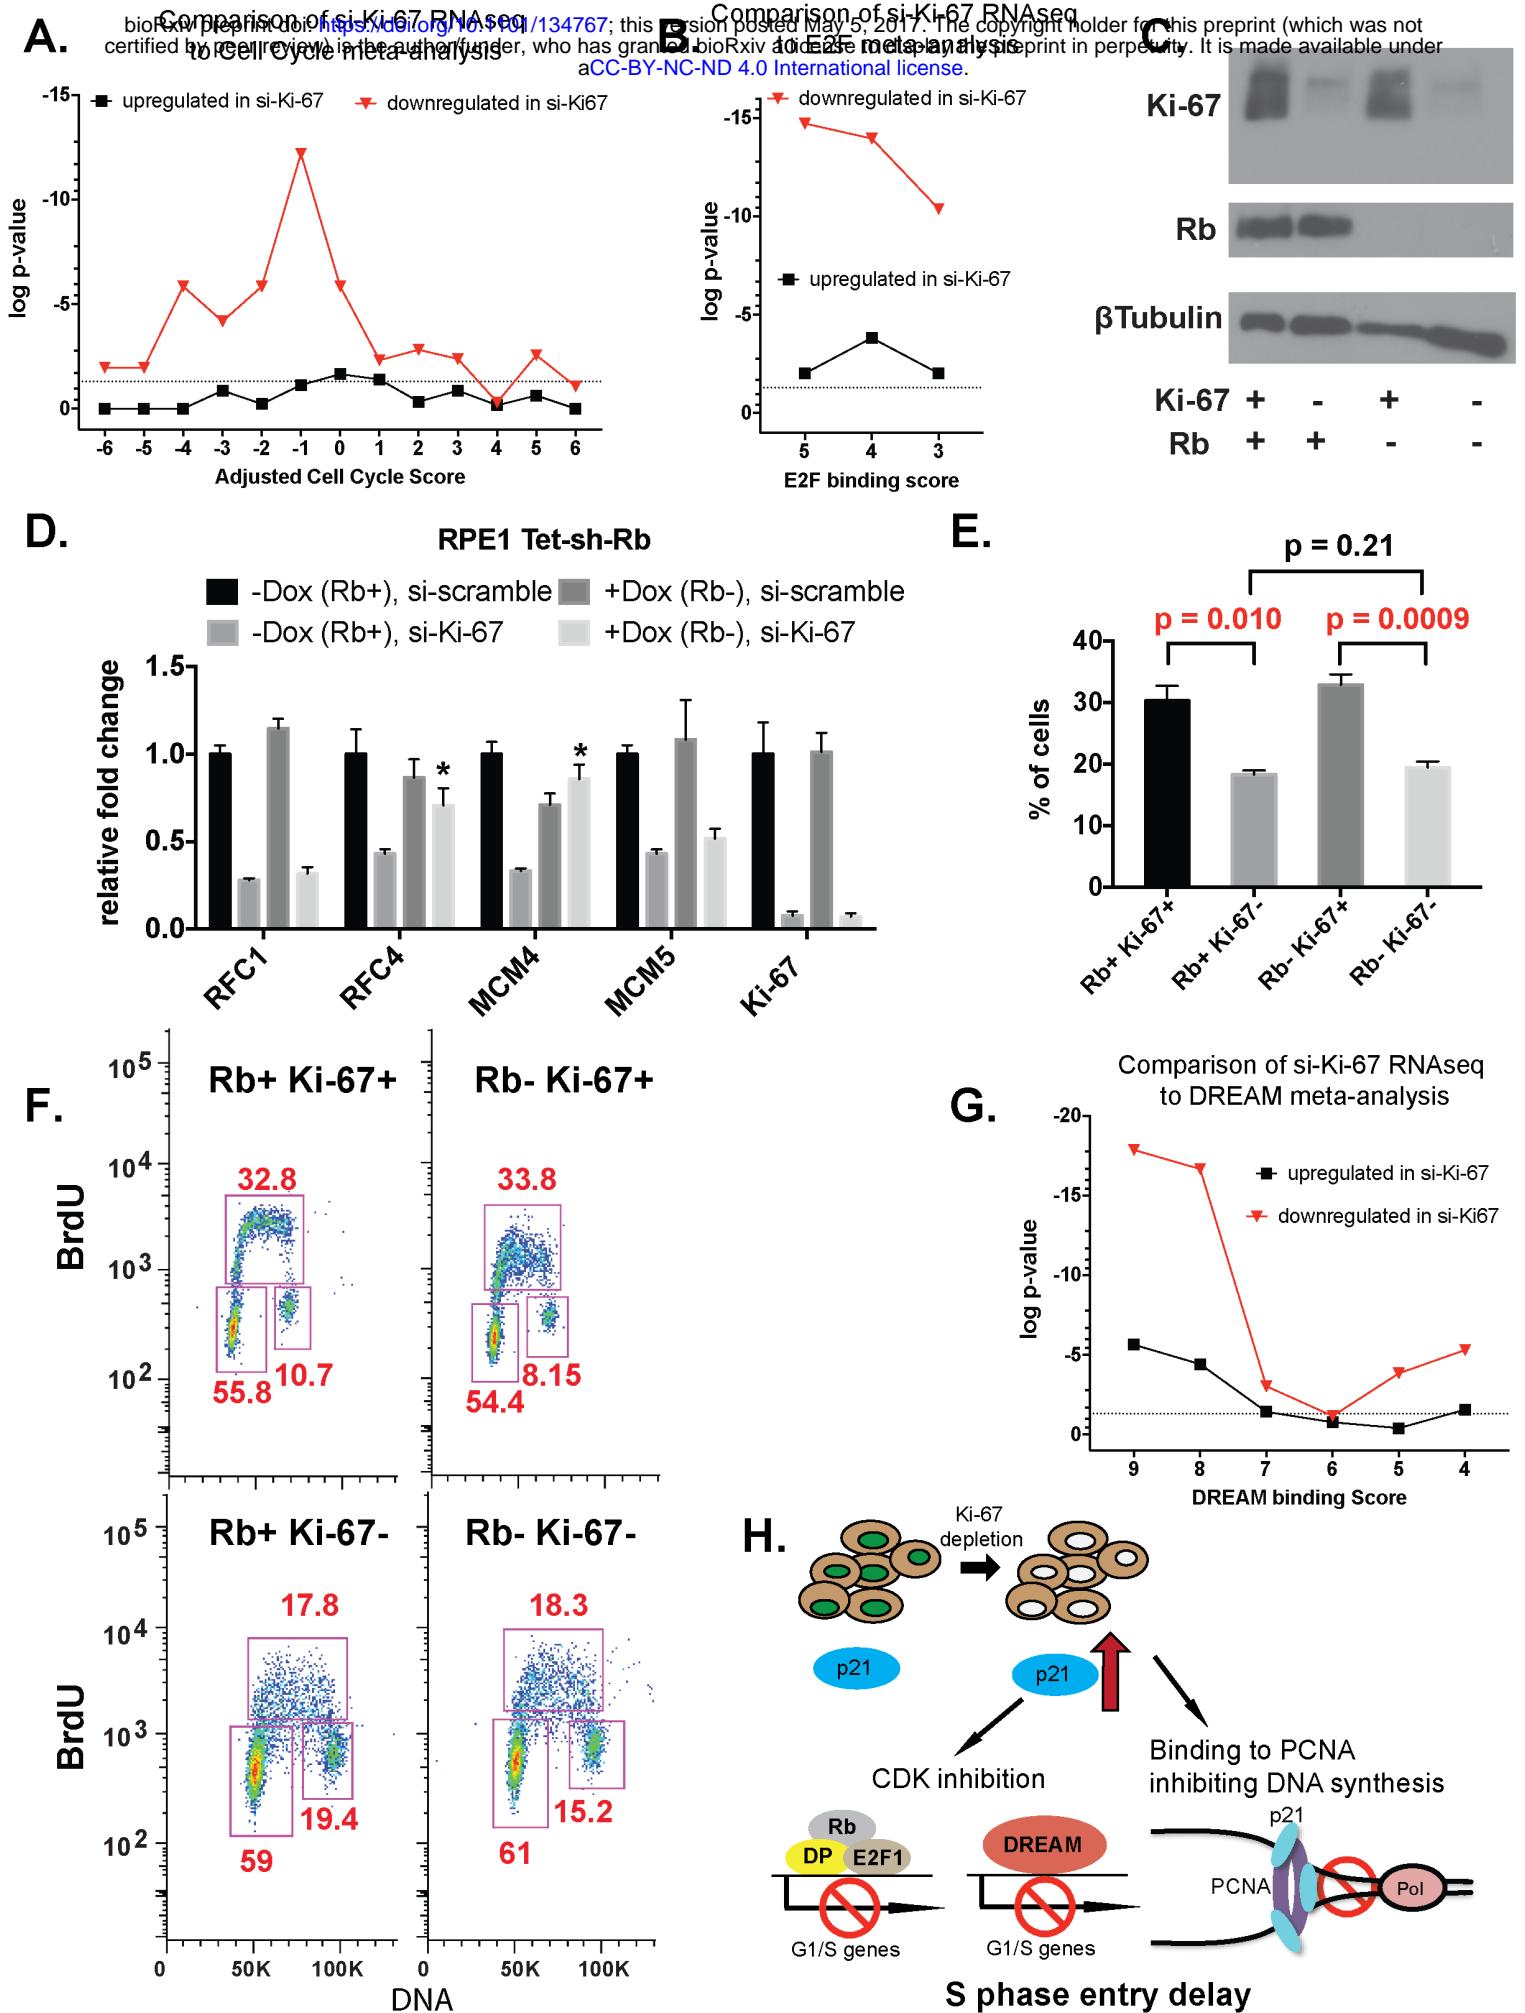 bioRxiv preprint doi: https://doi.org/10.1101/134767; this version posted May 5, 2017. The copyright holder for this preprint (which was not
certified by peer review) is the author/funder, who has granted bioRxiv a license to display the preprint in perpetuity. It is made available under
aCC-BY-NC-ND 4.0 International license.
A.
Comparison of si-Ki-67 RNAseq
to Cell Cycle meta-analysis
upregulated in si-Ki-67
downregulated in si-Ki67
log p-value
-15
-10
-5
0
-6 -5 -4 -3 -2 -1 0 1 2 3 4 5 6
Adjusted Cell Cycle Score
B.
Comparison of si-Ki-67 RNAseq
to E2F meta-analysis
downregulated in si-Ki-67
upregulated in si-Ki-67
log p-value
-15
-10
-5
0
5 4 3
E2F binding score
C.
Ki-67
Rb
βTubulin
Ki-67 + - + -
Rb + + - -
D.
RPE1 Tet-sh-Rb
-Dox (Rb+), si-scramble
+Dox (Rb-), si-scramble
-Dox (Rb+), si-Ki-67
+Dox (Rb-), si-Ki-67
relative fold change
1.5
1.0
0.5
0.0
* *
RFC1 RFC4 MCM4 MCM5 Ki-67
E.
p = 0.21
p = 0.010 p = 0.0009
% of cells
40
30
20
10
0
Rb+ Ki-67+ Rb+ Ki-67- Rb- Ki-67+ Rb- Ki-67-
F.
Rb+ Ki-67+
Rb- Ki-67+
BrdU
10⁵
10⁴
10³
10²
32.8
55.8
10.7
33.8
54.4
8.15
Rb+ Ki-67-
Rb- Ki-67-
BrdU
10⁵
10⁴
10³
10²
17.8
19.4
59
18.3
15.2
61
0 50K 100K 0 50K 100K
DNA
G.
Comparison of si-Ki-67 RNAseq
to DREAM meta-analysis
upregulated in si-Ki-67
downregulated in si-Ki67
log p-value
-20
-15
-10
-5
0
9 8 7 6 5 4
DREAM binding Score
H.
Ki-67
depletion
p21
p21
CDK inhibition
Binding to PCNA
inhibiting DNA synthesis
Rb
DP E2F1
G1/S genes
DREAM
G1/S genes
p21
PCNA
Pol
S phase entry delay